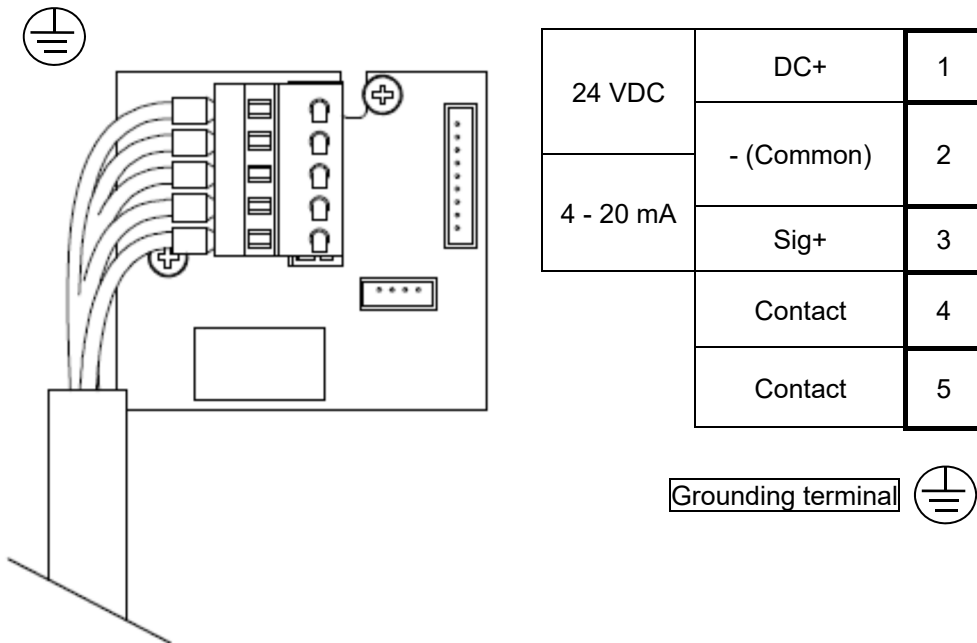 24 VDC
DC+
1
- (Common)
2
4 - 20 mA
Sig+
3
Contact
4
Contact
5
Grounding terminal